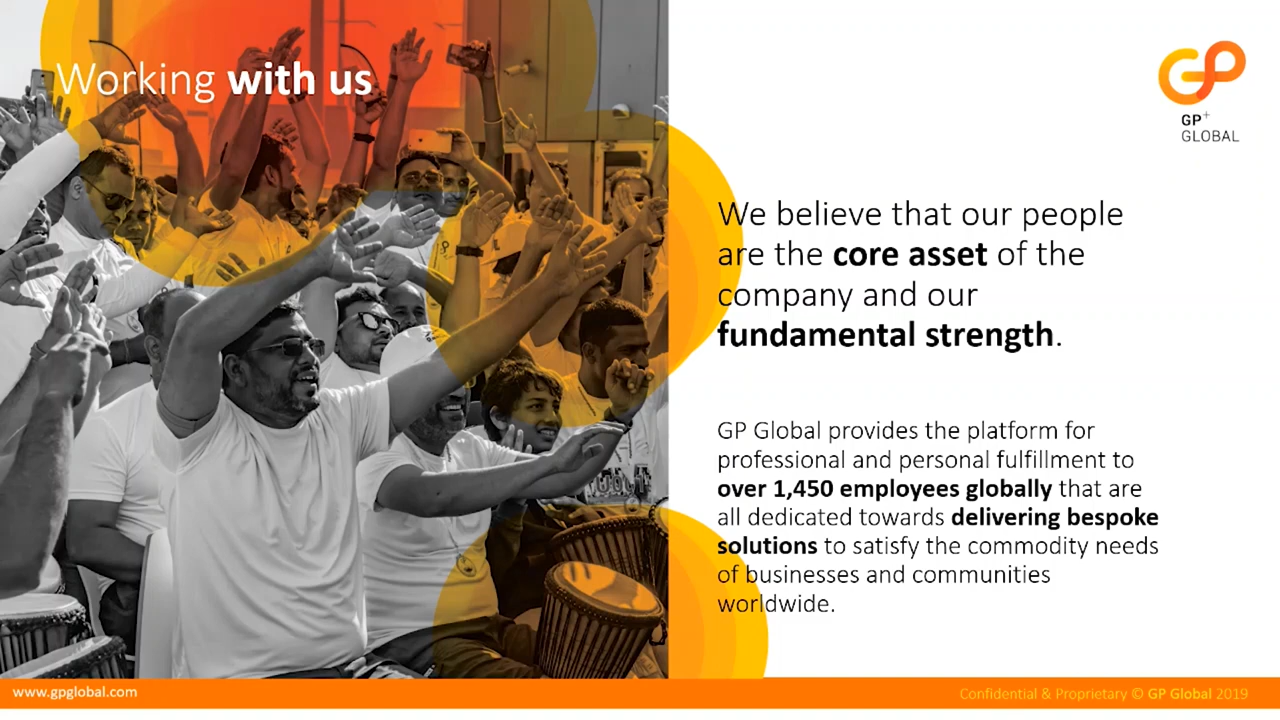 Working with us
GP+
GLOBAL
We believe that our people
are the core asset of the
company and our
fundamental strength.
GP Global provides the platform for
professional and personal fulfillment to
over 1,450 employees globally that are
all dedicated towards delivering bespoke
solutions to satisfy the commodity needs
of businesses and communities
worldwide.
www.gpglobal.com
Confidential & Proprietary © GP Global 2019